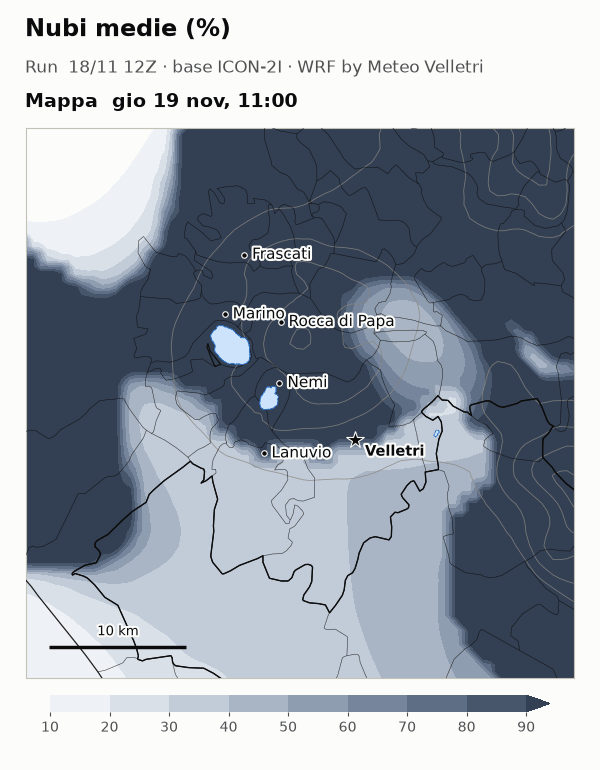 Nubi medie (%)
Run  18/11 12Z · base ICON-2I · WRF by Meteo Velletri
Mappa  gio 19 nov, 11:00
Frascati
Marino
Rocca di Papa
Nemi
Lanuvio
Velletri
10 km
10 20 30 40 50 60 70 80 90